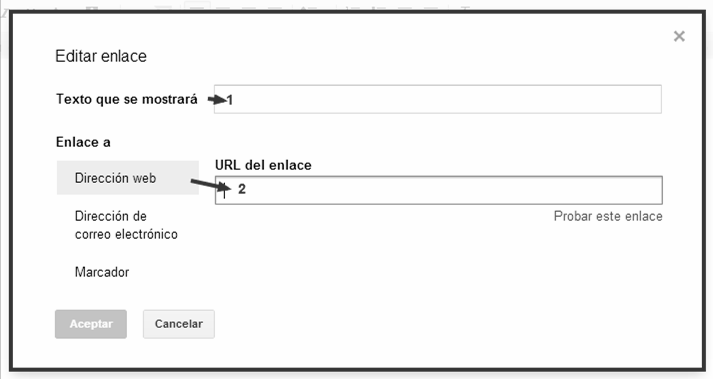 Editar enlace
Texto que se mostrará 1
Enlace a
URL del enlace
Dirección web 2
Probar este enlace
Dirección de
correo electrónico
Marcador
Aceptar Cancelar